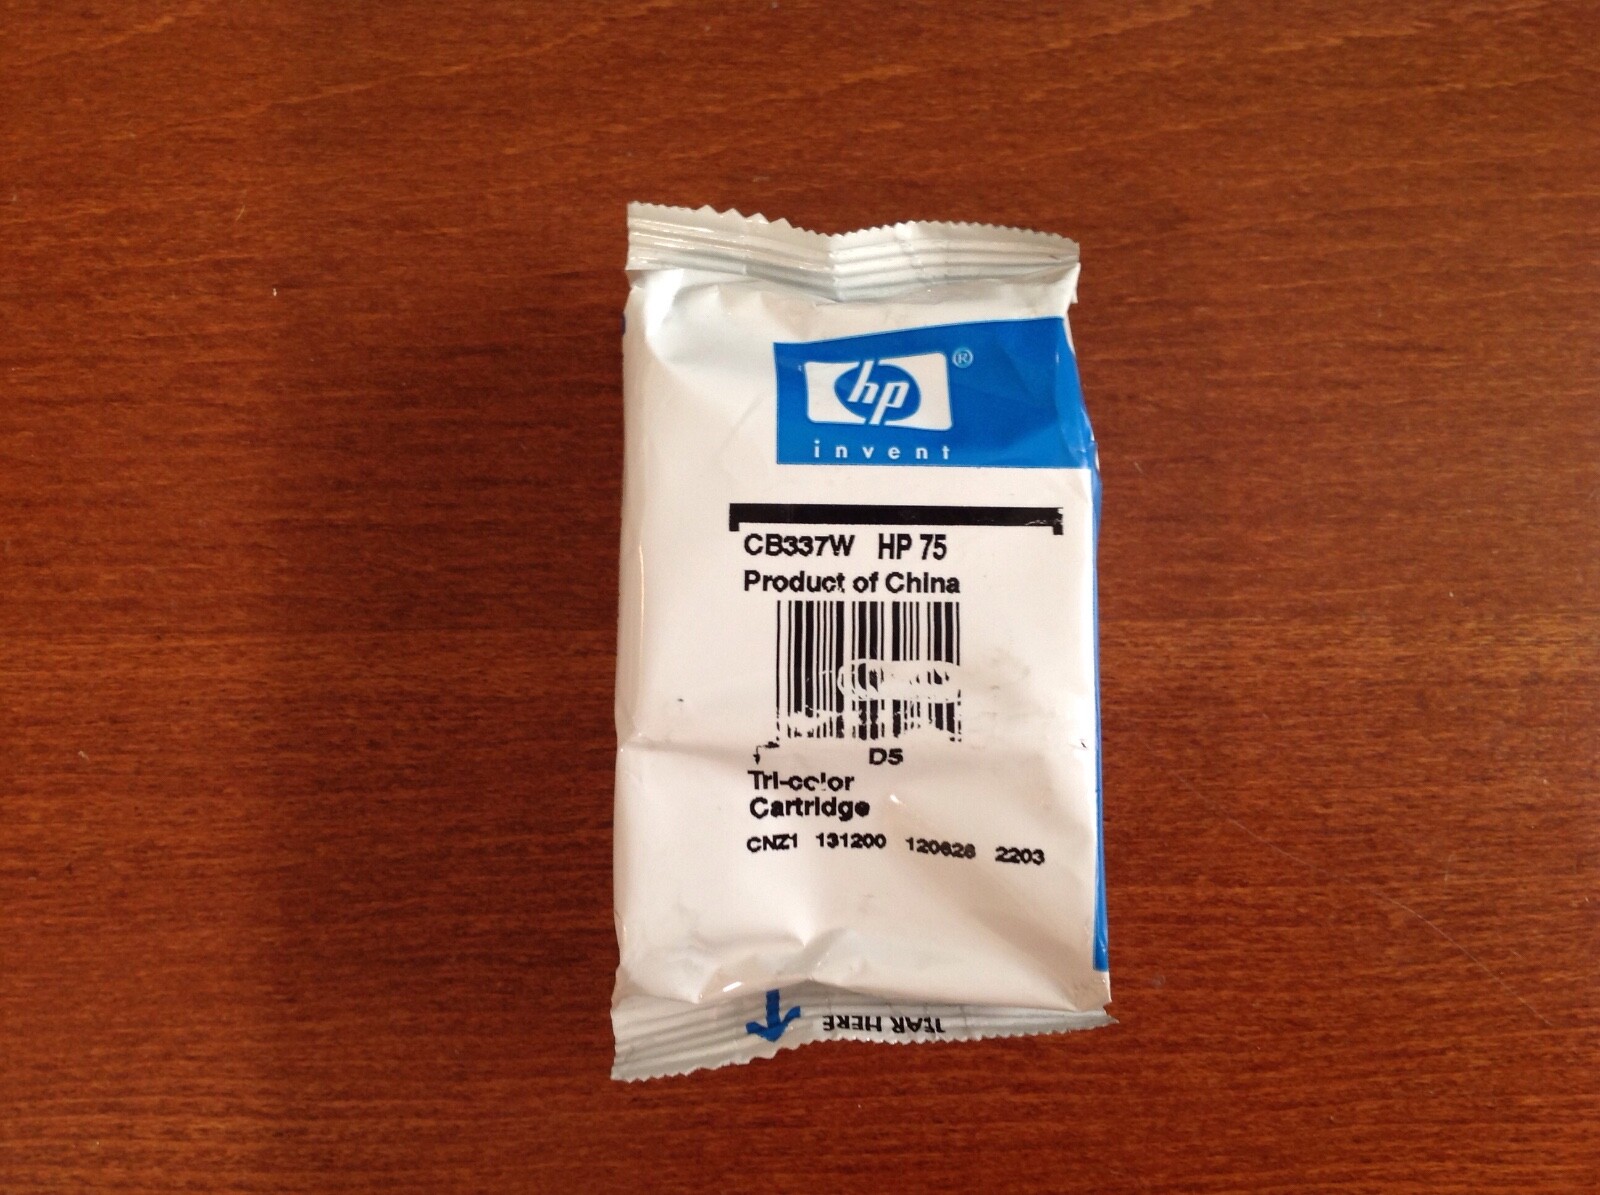 hp®
invent
CB337W HP 75
Product of China
D5
Tri-color
Cartridge
CNZ1 131200 120628 2203
TEAR HERE